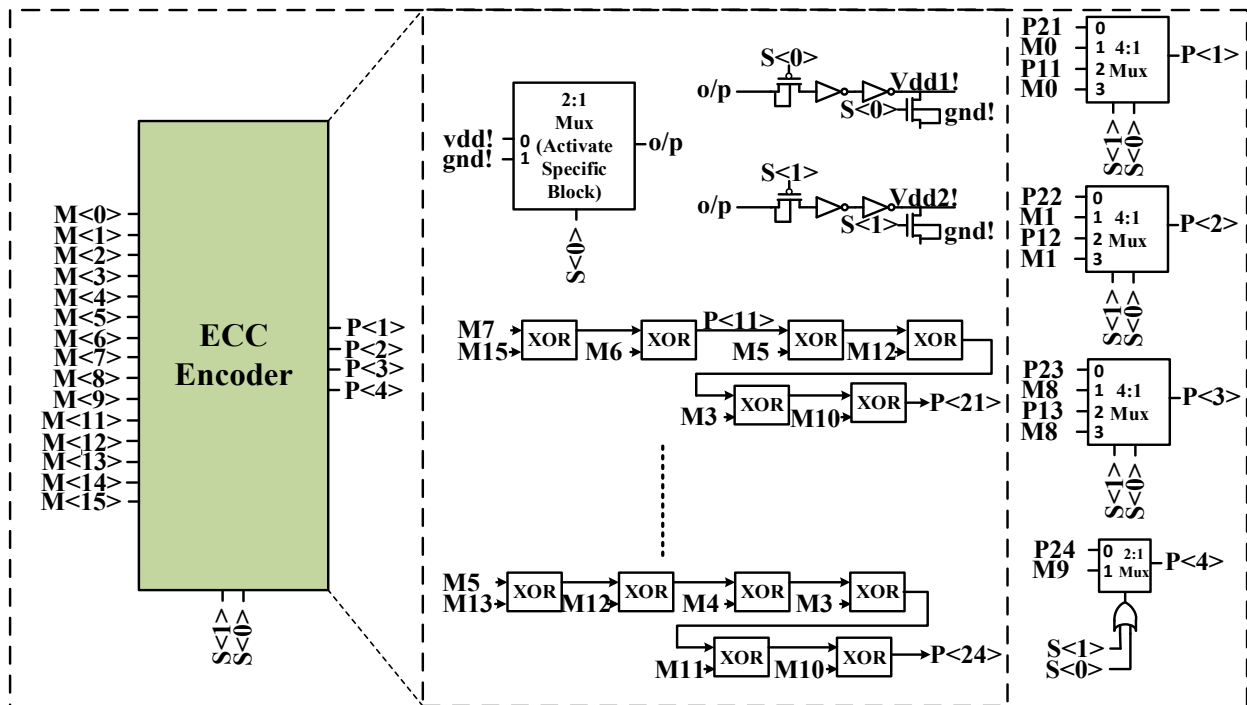 M<0>
M<1>
M<2>
M<3>
M<4>
M<5>
M<6>
M<7>
M<8>
M<9>
M<11>
M<12>
M<13>
M<14>
M<15>
ECC
Encoder
P<1>
P<2>
P<3>
P<4>
S<1>
S<0>
vdd!
gnd!
0
1
2:1
Mux
(Activate
Specific
Block)
o/p
S<0>
S<0>
o/p
Vdd1!
S<0>
gnd!
S<1>
o/p
Vdd2!
S<1>
gnd!
M7
M15
XOR
M6
XOR
P<11>
M5
XOR
M12
XOR
M3
XOR
M10
XOR
P<21>
M5
M13
XOR
M12
XOR
M4
XOR
M3
XOR
M11
XOR
M10
XOR
P<24>
P21
M0
P11
M0
0
1
2
3
4:1
Mux
P<1>
S<1>
S<0>
P22
M1
P12
M1
0
1
2
3
4:1
Mux
P<2>
S<1>
S<0>
P23
M8
P13
M8
0
1
2
3
4:1
Mux
P<3>
S<1>
S<0>
P24
M9
0
1
2:1
Mux
P<4>
S<1>
S<0>